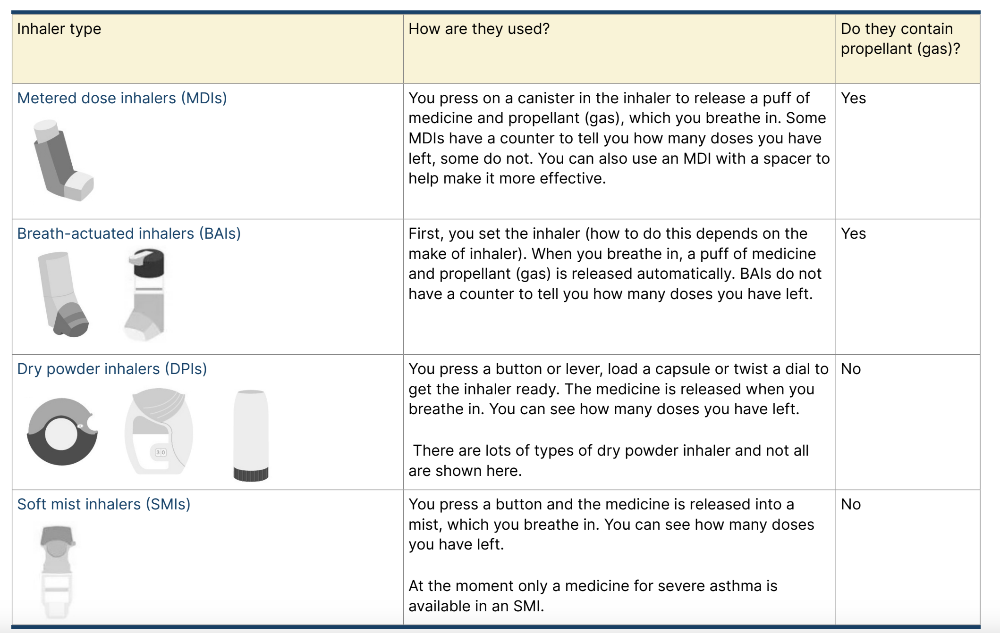 Inhaler type
How are they used?
Do they contain
propellant (gas)?
Metered dose inhalers (MDIs)
You press on a canister in the inhaler to release a puff of
medicine and propellant (gas), which you breathe in. Some
MDIs have a counter to tell you how many doses you have
left, some do not. You can also use an MDI with a spacer to
help make it more effective.
Yes
Breath-actuated inhalers (BAIs)
First, you set the inhaler (how to do this depends on the
make of inhaler). When you breathe in, a puff of medicine
and propellant (gas) is released automatically. BAIs do not
have a counter to tell you how many doses you have left.
Yes
Dry powder inhalers (DPIs)
30
You press a button or lever, load a capsule or twist a dial to
get the inhaler ready. The medicine is released when you
breathe in. You can see how many doses you have left.
There are lots of types of dry powder inhaler and not all
are shown here.
No
Soft mist inhalers (SMIs)
You press a button and the medicine is released into a
mist, which you breathe in. You can see how many doses
you have left.
At the moment only a medicine for severe asthma is
available in an SMI.
No